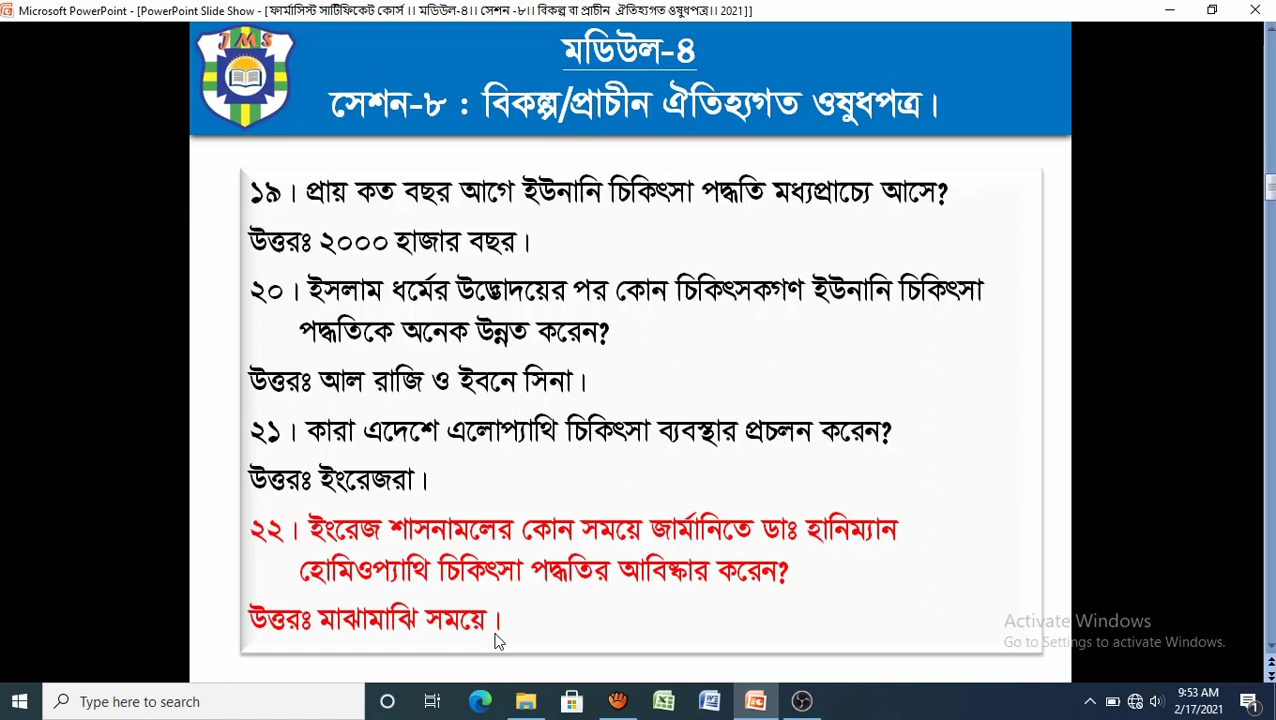 Microsoft PowerPoint - [PowerPoint Slide Show - [ফার্মাসিস্ট সার্টিফিকেট কোর্স ।। মডিউল-৪।। সেশন -৮।। বিকল্প বা প্রাচীন ঐতিহ্যগত ওষুধপত্র।। 2021]]
JMS
মডিউল-৪
সেশন-৮ : বিকল্প/প্রাচীন ঐতিহ্যগত ওষুধপত্র।
১৯। প্রায় কত বছর আগে ইউনানি চিকিৎসা পদ্ধতি মধ্যপ্রাচ্যে আসে?
উত্তরঃ ২০০০ হাজার বছর।
২০। ইসলাম ধর্মের উদ্ভোদয়ের পর কোন চিকিৎসকগণ ইউনানি চিকিৎসা
পদ্ধতিকে অনেক উন্নত করেন?
উত্তরঃ আল রাজি ও ইবনে সিনা।
২১। কারা এদেশে এলোপ্যাথি চিকিৎসা ব্যবস্থার প্রচলন করেন?
উত্তরঃ ইংরেজরা।
২২। ইংরেজ শাসনামলের কোন সময়ে জার্মানিতে ডাঃ হানিম্যান
হোমিওপ্যাথি চিকিৎসা পদ্ধতির আবিষ্কার করেন?
উত্তরঃ মাঝামাঝি সময়ে।
Activate Windows
Go to Settings to activate Windows.
Type here to search
9:53 AM
2/17/2021
1